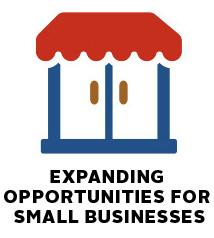 EXPANDING
OPPORTUNITIES FOR
SMALL BUSINESSES